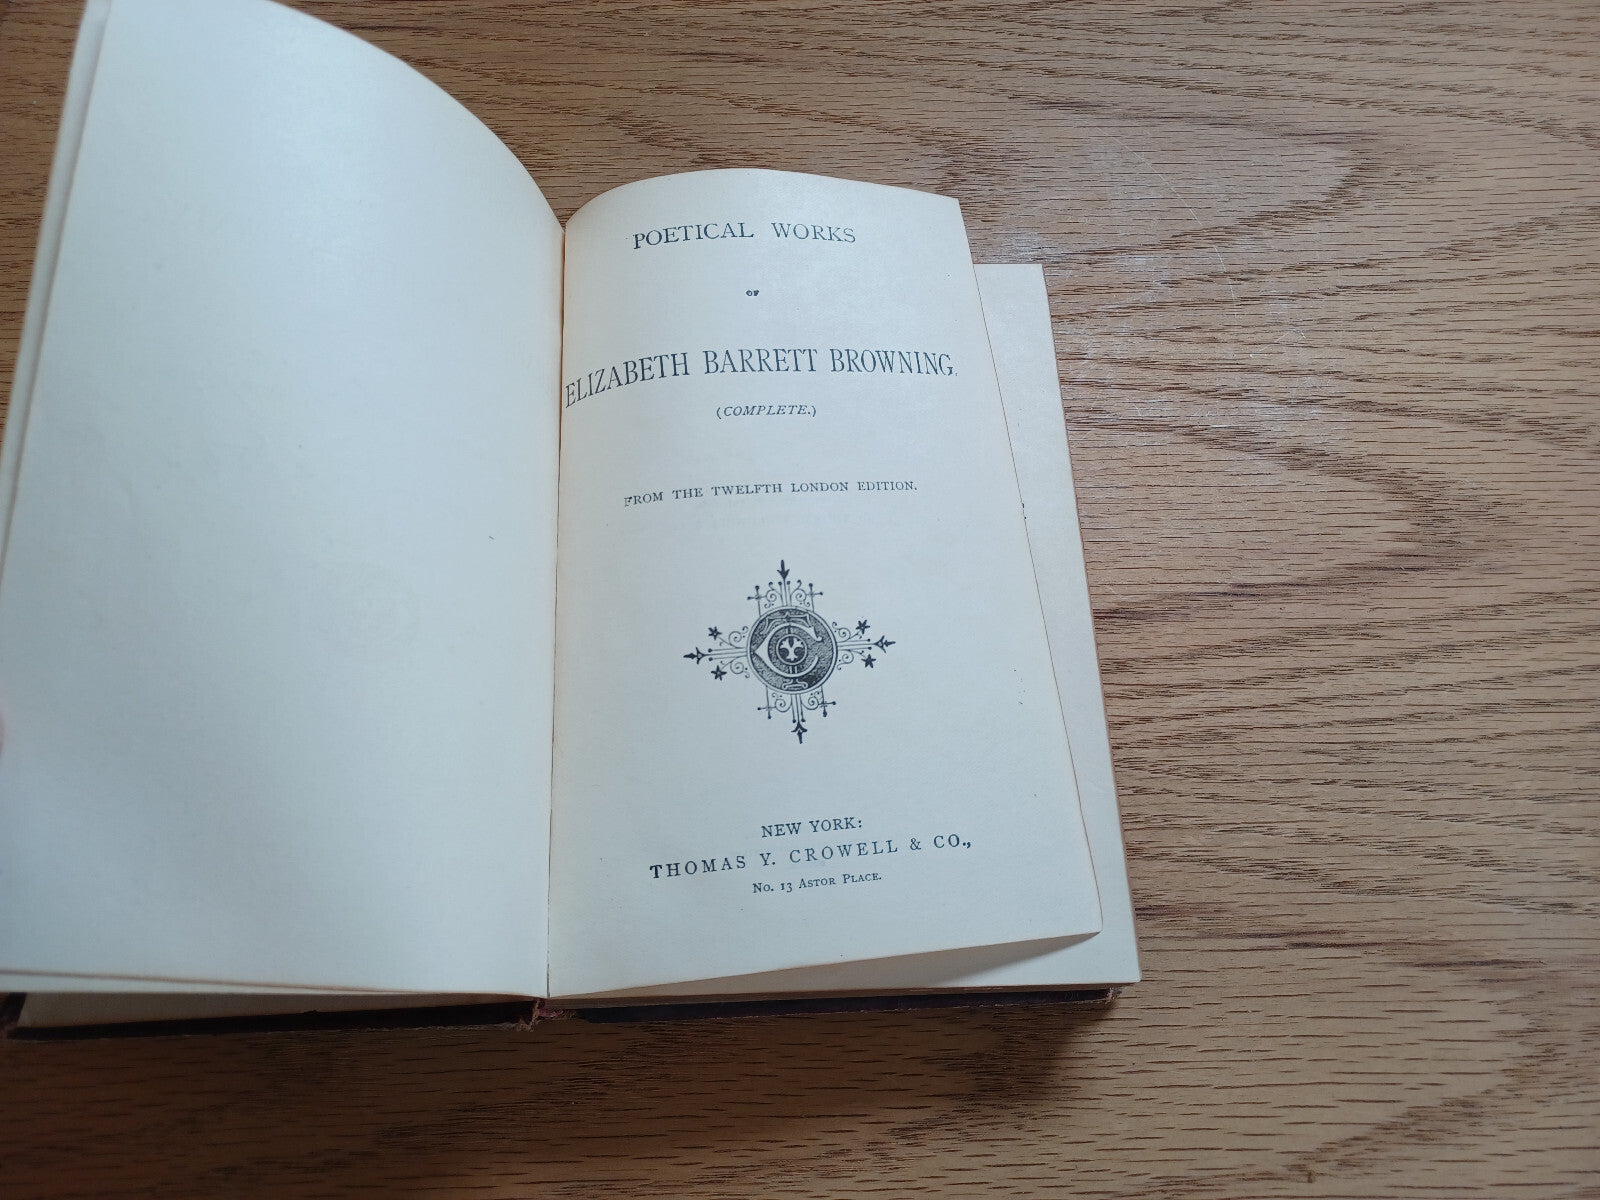 POETICAL WORKS
OF
ELIZABETH BARRETT BROWNING.
(COMPLETE.)
FROM THE TWELFTH LONDON EDITION.
NEW YORK:
THOMAS Y. CROWELL & CO.,
No. 13 Astor Place.